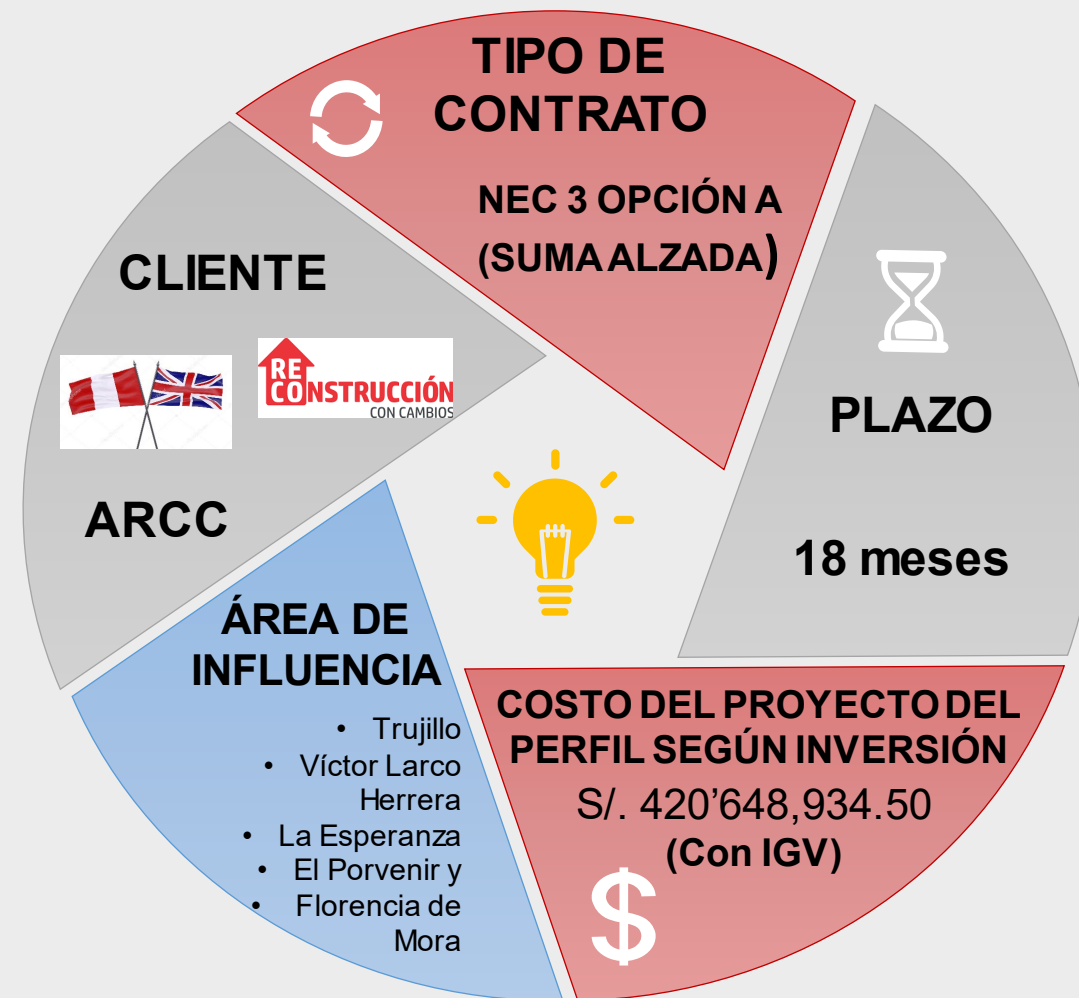 TIPO DE
CONTRATO
NEC 3 OPCIÓN A
(SUMA ALZADA)
CLIENTE
RE
CONSTRUCCIÓN
CON CAMBIOS
ARCC
PLAZO
18 meses
ÁREA DE
INFLUENCIA
• Trujillo
• Víctor Larco
Herrera
• La Esperanza
• El Porvenir y
• Florencia de
Mora
COSTO DEL PROYECTO DEL
PERFIL SEGÚN INVERSIÓN
S/. 420’648,934.50
(Con IGV)
$